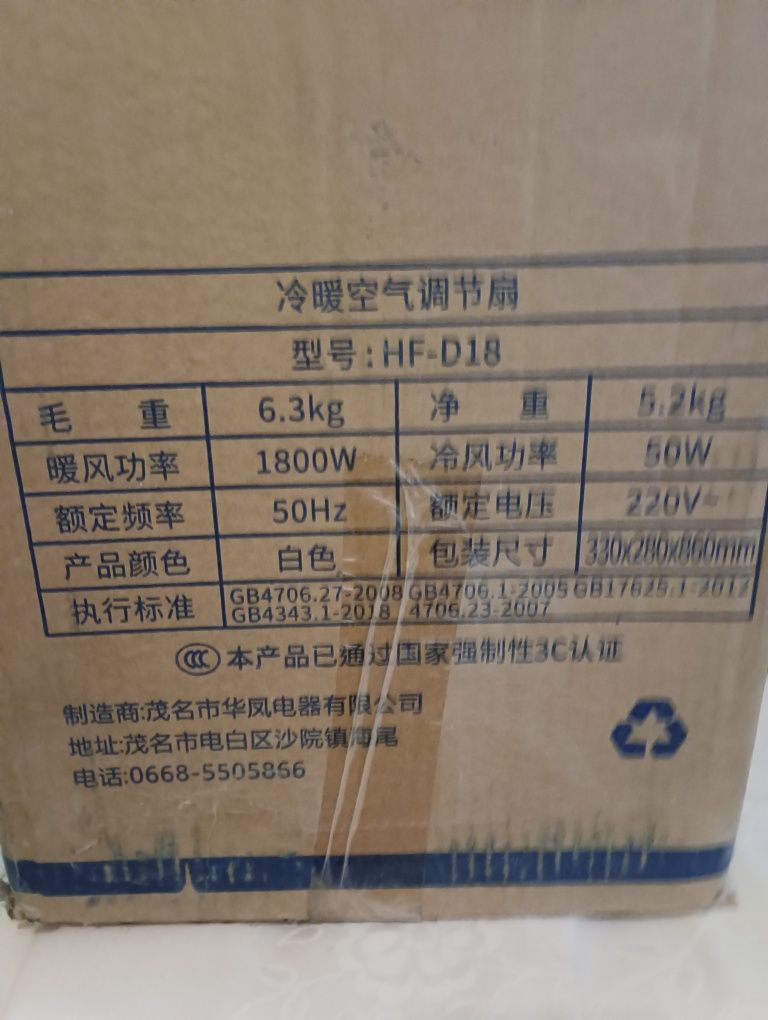 冷暖空气调节扇
型号:HF-D18
毛 重 6.3kg 净 重 5.2kg
暖风功率 1800W 冷风功率 50W
额定频率 50Hz 额定电压 220V~
产品颜色 白色 包装尺寸 330x280x860mm
执行标准 GB4706.27-2008 GB4706.1-2005 GB17625.1-2012
GB4343.1-2018 4706.23-2007
CCC 本产品已通过国家强制性3C认证
制造商:茂名市华凤电器有限公司
地址:茂名市电白区沙院镇海尾
电话:0668-5505866